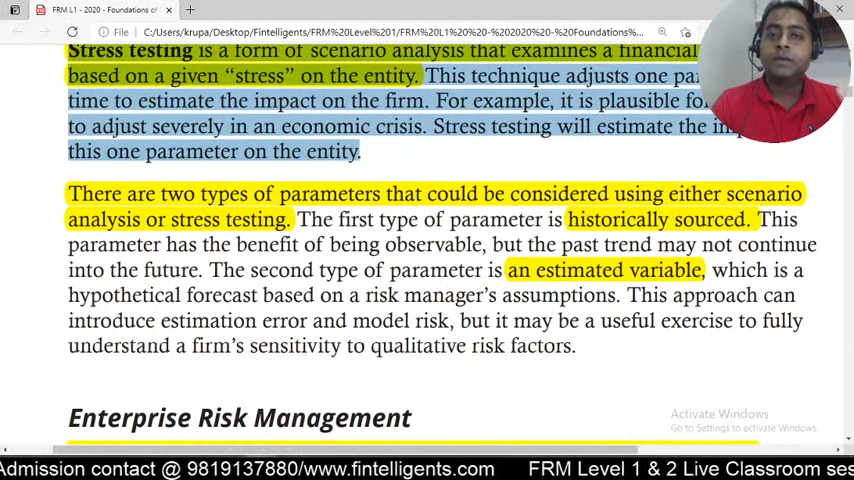 FRM L1 - 2020 - Foundations of
File
C:/Users/krupa/Desktop/Fintelligents/FRM%20Level%201/FRM%20L1%20%20-%202020%20-%20Foundations%...
Stress testing is a form of scenario analysis that examines a financial
based on a given “stress” on the entity. This technique adjusts one
time to estimate the impact on the firm. For example, it is plausible
to adjust severely in an economic crisis. Stress testing will estimate the
this one parameter on the entity.
There are two types of parameters that could be considered using either scenario
analysis or stress testing. The first type of parameter is historically sourced. This
parameter has the benefit of being observable, but the past trend may not continue
into the future. The second type of parameter is an estimated variable, which is a
hypothetical forecast based on a risk manager’s assumptions. This approach can
introduce estimation error and model risk, but it may be a useful exercise to fully
understand a firm’s sensitivity to qualitative risk factors.
Enterprise Risk Management
Activate Windows
Go to Settings to activate Windows.
Admission contact @ 9819137880/www.fintelligents.com FRM Level 1 & 2 Live Classroom ses